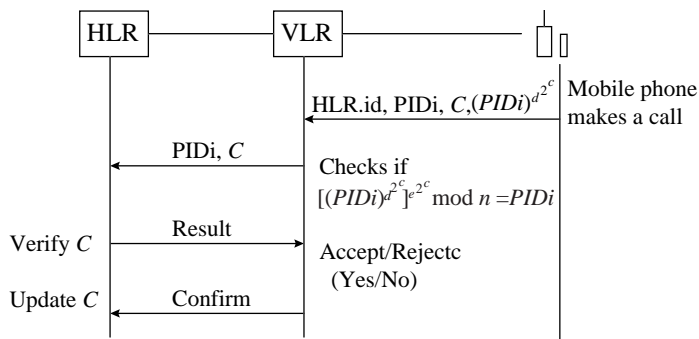 HLR VLR
HLR.id, PIDi, C,(PIDi)^d^2^c
Mobile phone
makes a call
PIDi, C
Checks if
[(PIDi)^d^2^c]^e^2^c mod n =PIDi
Verify C
Result
Accept/Rejectc
(Yes/No)
Update C
Confirm